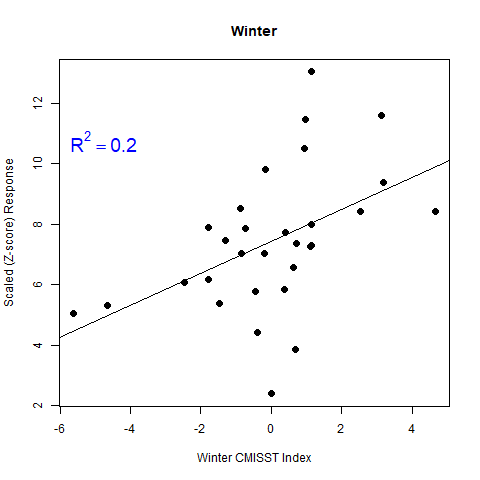 Winter
R² = 0.2
Scaled (Z-score) Response
12
10
8
6
4
2
-6 -4 -2 0 2 4
Winter CMISST Index